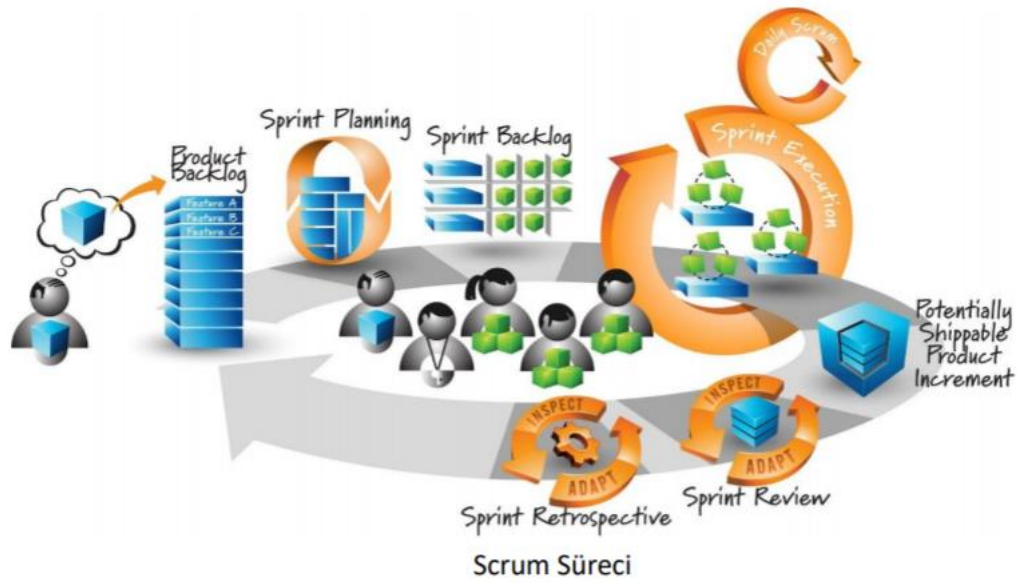 Daily Scrum
Sprint Planning
Sprint Backlog
Sprint Execution
Product
Backlog
Feature A
Feature B
Feature C
Potentially
Shippable
Product
Increment
INSPECT
ADAPT
Sprint Review
INSPECT
ADAPT
Sprint Retrospective
Scrum Süreci